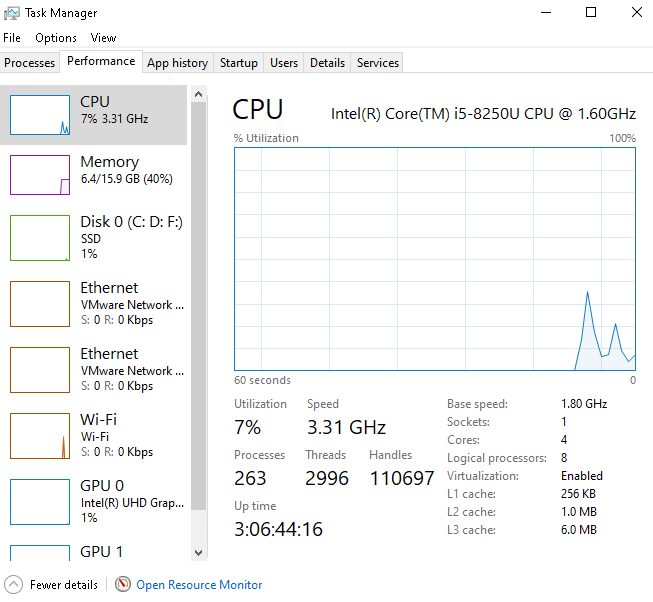 Task Manager
File Options View
Processes Performance App history Startup Users Details Services
CPU
7% 3.31 GHz
Memory
6.4/15.9 GB (40%)
Disk 0 (C: D: F:)
SSD
1%
Ethernet
VMware Network ...
S: 0 R: 0 Kbps
Ethernet
VMware Network ...
S: 0 R: 0 Kbps
Wi-Fi
Wi-Fi
S: 0 R: 0 Kbps
GPU 0
Intel(R) UHD Grap...
1%
GPU 1
CPU Intel(R) Core(TM) i5-8250U CPU @ 1.60GHz
% Utilization 100%
60 seconds 0
Utilization Speed
7% 3.31 GHz
Processes Threads Handles
263 2996 110697
Up time
3:06:44:16
Base speed: 1.80 GHz
Sockets: 1
Cores: 4
Logical processors: 8
Virtualization: Enabled
L1 cache: 256 KB
L2 cache: 1.0 MB
L3 cache: 6.0 MB
Fewer details Open Resource Monitor